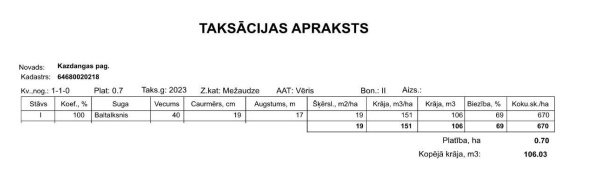 TAKSĀCIJAS APRAKSTS
Novads: Kazdangas pag.
Kadastrs: 64680020218
Kv.,nog.: 1-1-0 Plat: 0.7 Taks.g: 2023 Z.kat: Mežaudze AAT: Vēris Bon.: II Aizs.:
Stāvs Koef., % Suga Vecums Caurmērs, cm Augstums, m Šķērsl., m2/ha Krāja, m3/ha Krāja, m3 Biezība, % Koku.sk./ha
I 100 Baltalksnis 40 19 17 19 151 106 69 670
19 151 106 69 670
Platība, ha 0.70
Kopējā krāja, m3: 106.03